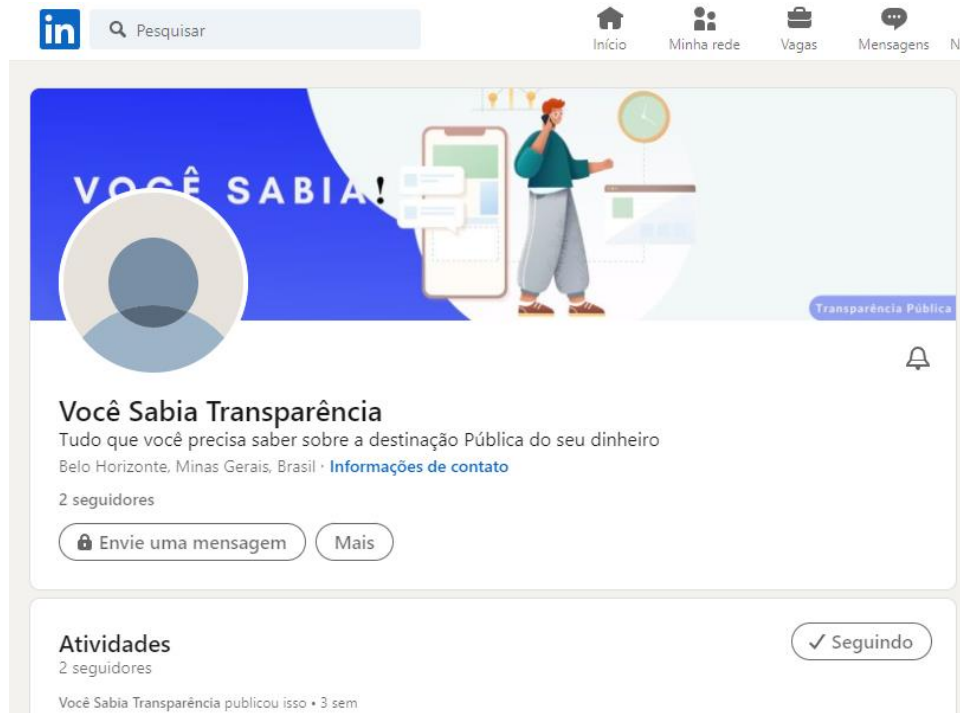 in Pesquisar
Início Minha rede Vagas Mensagens N
VOCÊ SABIA!
Transparência Pública
Você Sabia Transparência
Tudo que você precisa saber sobre a destinação Pública do seu dinheiro
Belo Horizonte, Minas Gerais, Brasil · Informações de contato
2 seguidores
Envie uma mensagem Mais
Atividades Seguindo
2 seguidores
Você Sabia Transparência publicou isso • 3 sem